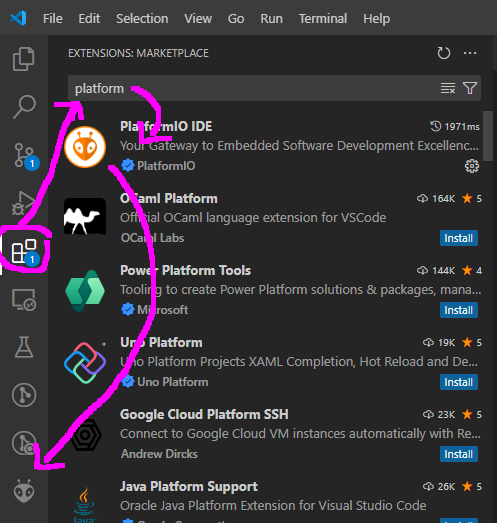 File Edit Selection View Go Run Terminal Help
EXTENSIONS: MARKETPLACE
platform
PlatformIO IDE 1971ms
Your Gateway to Embedded Software Development Excellenc...
PlatformIO
1
OCaml Platform 164K 5
Official OCaml language extension for VSCode
OCaml Labs Install
1
Power Platform Tools 144K 4
Tooling to create Power Platform solutions & packages, mana...
Microsoft Install
Uno Platform 19K 5
Uno Platform Projects XAML Completion, Hot Reload and De...
Uno Platform Install
Google Cloud Platform SSH 23K 5
Connect to Google Cloud VM instances automatically with Re...
Andrew Dircks Install
Java Platform Support 26K 5
Oracle Java Platform Extension for Visual Studio Code
Java Install